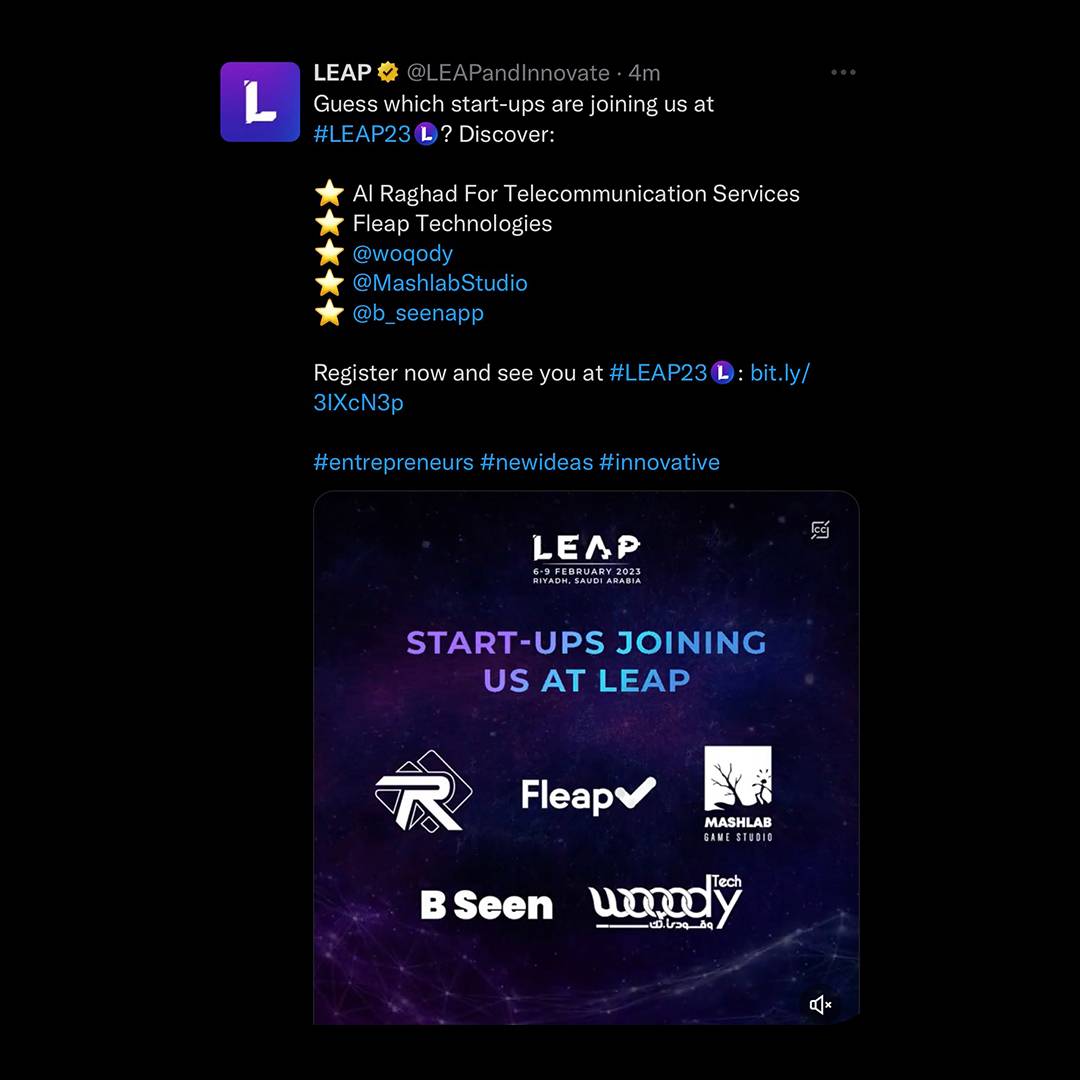 LEAP @LEAPandInnovate · 4m
Guess which start-ups are joining us at
#LEAP23 L ? Discover:
⭐ Al Raghad For Telecommunication Services
⭐ Fleap Technologies
⭐ @woqody
⭐ @MashlabStudio
⭐ @b_seenapp
Register now and see you at #LEAP23 L : bit.ly/
3IXcN3p
#entrepreneurs #newideas #innovative
LEAP
6-9 FEBRUARY 2023
RIYADH, SAUDI ARABIA
CC
START-UPS JOINING
US AT LEAP
R
Fleap
MASHLAB
GAME STUDIO
B Seen
woqody Tech
وقودي تك